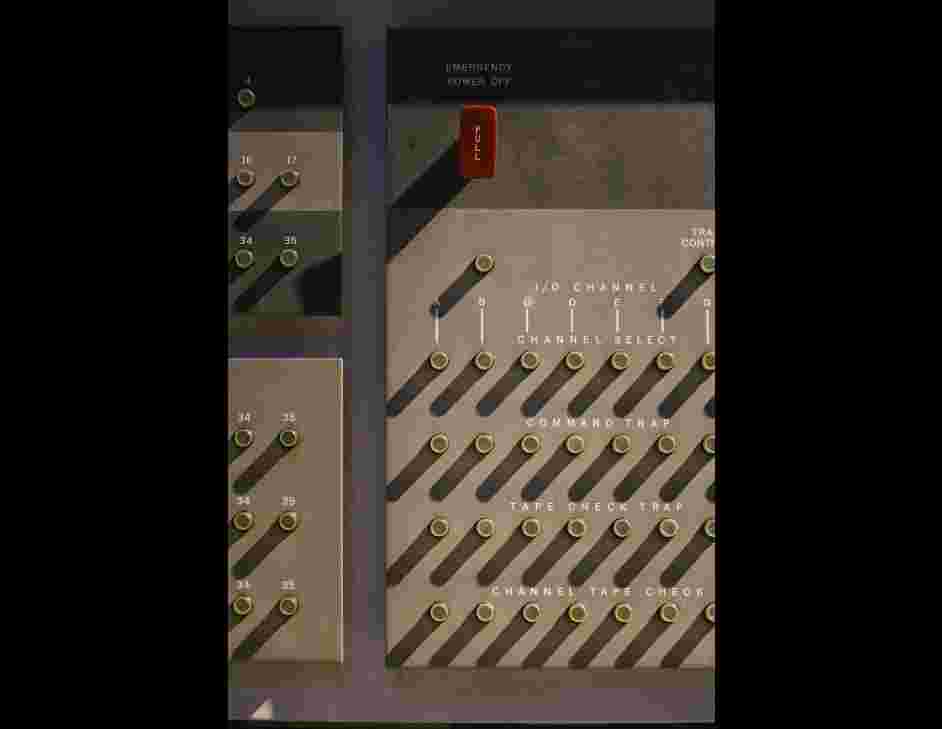 4
16 17
34 35
34 35
34 35
34 35
EMERGENCY
POWER OFF
PULL
I/O CHANNEL
B D E
CHANNEL SELECT
COMMAND TRAP
TAPE CHECK TRAP
CHANNEL TAPE CHECK